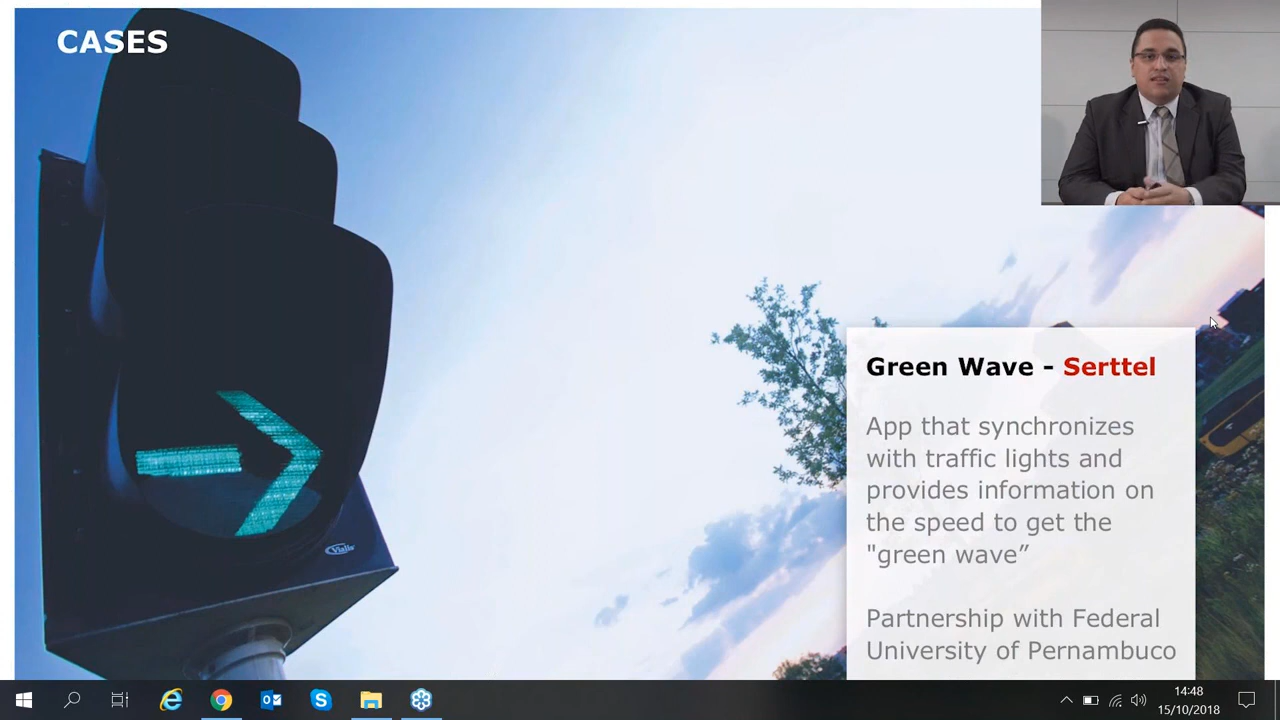 CASES
Green Wave - Serttel
App that synchronizes
with traffic lights and
provides information on
the speed to get the
"green wave”
Partnership with Federal
University of Pernambuco
Vialis
14:48
15/10/2018